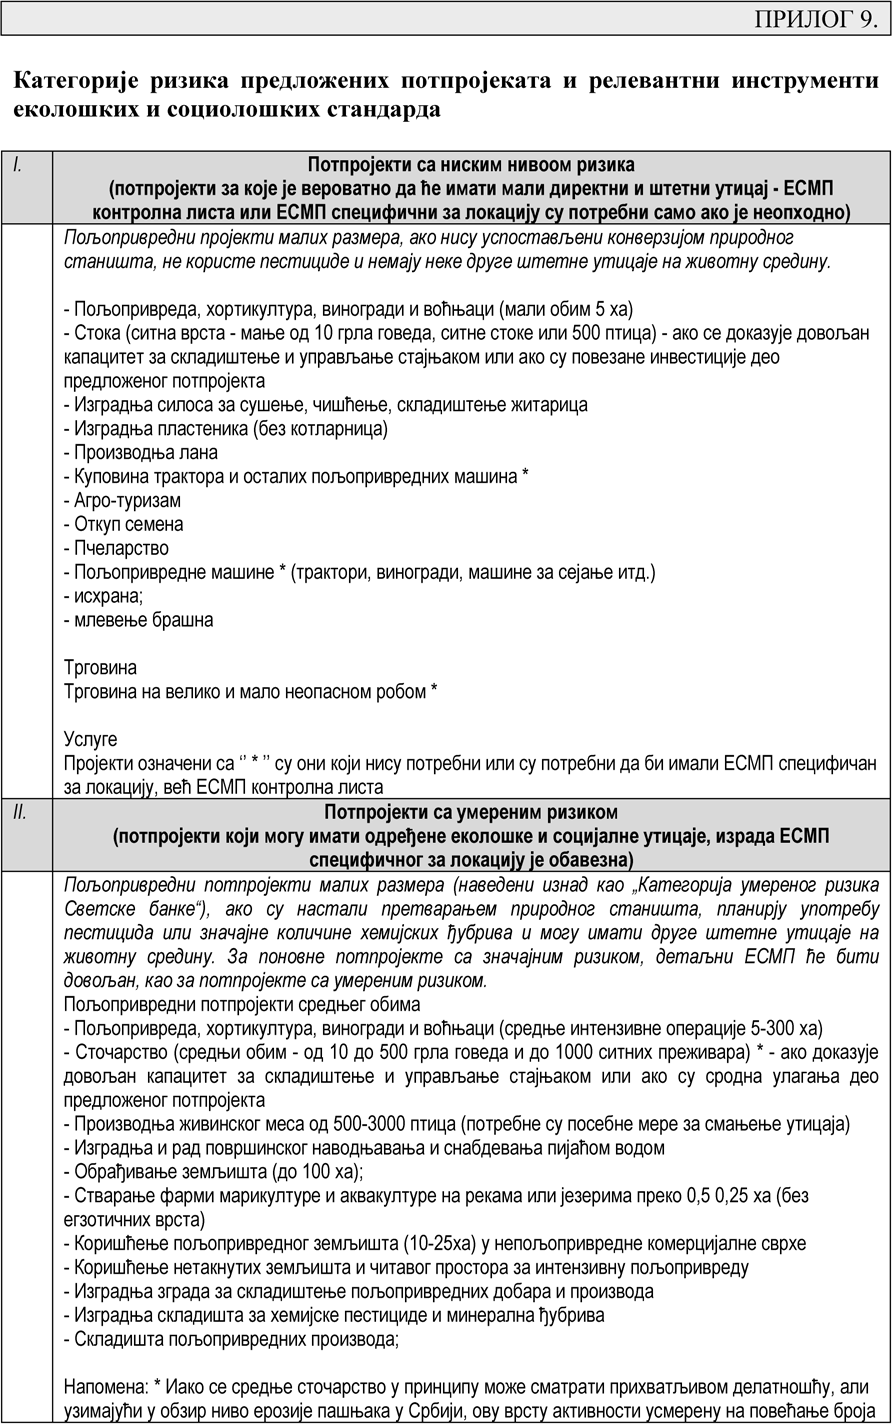 ПРИЛОГ 9.
Категорије ризика предложених потпројеката и релевантни инструменти
еколошких и социолошких стандарда
I. Потпројекти са ниским нивоом ризика
(потпројекти за које је вероватно да ће имати мали директни и штетни утицај - ЕСМП
контролна листа или ЕСМП специфични за локацију су потребни само ако је неопходно)
Пољопривредни пројекти малих размера, ако нису успостављени конверзијом природног
станишта, не користе пестициде и немају неке друге штетне утицаје на животну средину.
- Пољопривреда, хортикултура, виногради и воћњаци (мали обим 5 ха)
- Стока (ситна врста - мање од 10 грла говеда, ситне стоке или 500 птица) - ако се доказује довољан
капацитет за складиштење и управљање стајњаком или ако су повезане инвестиције део
предложеног потпројекта
- Изградња силоса за сушење, чишћење, складиштење житарица
- Изградња пластеника (без котларница)
- Производња лана
- Куповина трактора и осталих пољопривредних машина *
- Агро-туризам
- Откуп семена
- Пчеларство
- Пољопривредне машине * (трактори, виногради, машине за сејање итд.)
- исхрана;
- млевење брашна
Трговина
Трговина на велико и мало неопасном робом *
Услуге
Пројекти означени са ‘’ * ’’ су они који нису потребни или су потребни да би имали ЕСМП специфичан
за локацију, већ ЕСМП контролна листа
II. Потпројекти са умереним ризиком
(потпројекти који могу имати одређене еколошке и социјалне утицаје, израда ЕСМП
специфичног за локацију је обавезна)
Пољопривредни потпројекти малих размера (наведени изнад као „Категорија умереног ризика
Светске банке“), ако су настали претварањем природног станишта, планирју употребу
пестицида или значајне количине хемијских ђубрива и могу имати друге штетне утицаје на
животну средину. За поновне потпројекте са значајним ризиком, детаљни ЕСМП ће бити
довољан, као за потпројекте са умереним ризиком.
Пољопривредни потпројекти средњег обима
- Пољопривреда, хортикултура, виногради и воћњаци (средње интензивне операције 5-300 ха)
- Сточарство (средњи обим - од 10 до 500 грла говеда и до 1000 ситних преживара) * - ако доказује
довољан капацитет за складиштење и управљање стајњаком или ако су сродна улагања део
предложеног потпројекта
- Производња живинског меса од 500-3000 птица (потребне су посебне мере за смањење утицаја)
- Изградња и рад површинског наводњавања и снабдевања пијаћом водом
- Обрађивање земљишта (до 100 ха);
- Стварање фарми марикултуре и аквакултуре на рекама или језерима преко 0,5 0,25 ха (без
егзотичних врста)
- Коришћење пољопривредног земљишта (10-25ха) у непољопривредне комерцијалне сврхе
- Коришћење нетакнутих земљишта и читавог простора за интензивну пољопривреду
- Изградња зграда за складиштење пољопривредних добара и производа
- Изградња складишта за хемијске пестициде и минерална ђубрива
- Складишта пољопривредних производа;
Напомена: * Иако се средње сточарство у принципу може сматрати прихватљивом делатношћу, али
узимајући у обзир ниво ерозије пашњака у Србији, ову врсту активности усмерену на повећање броја